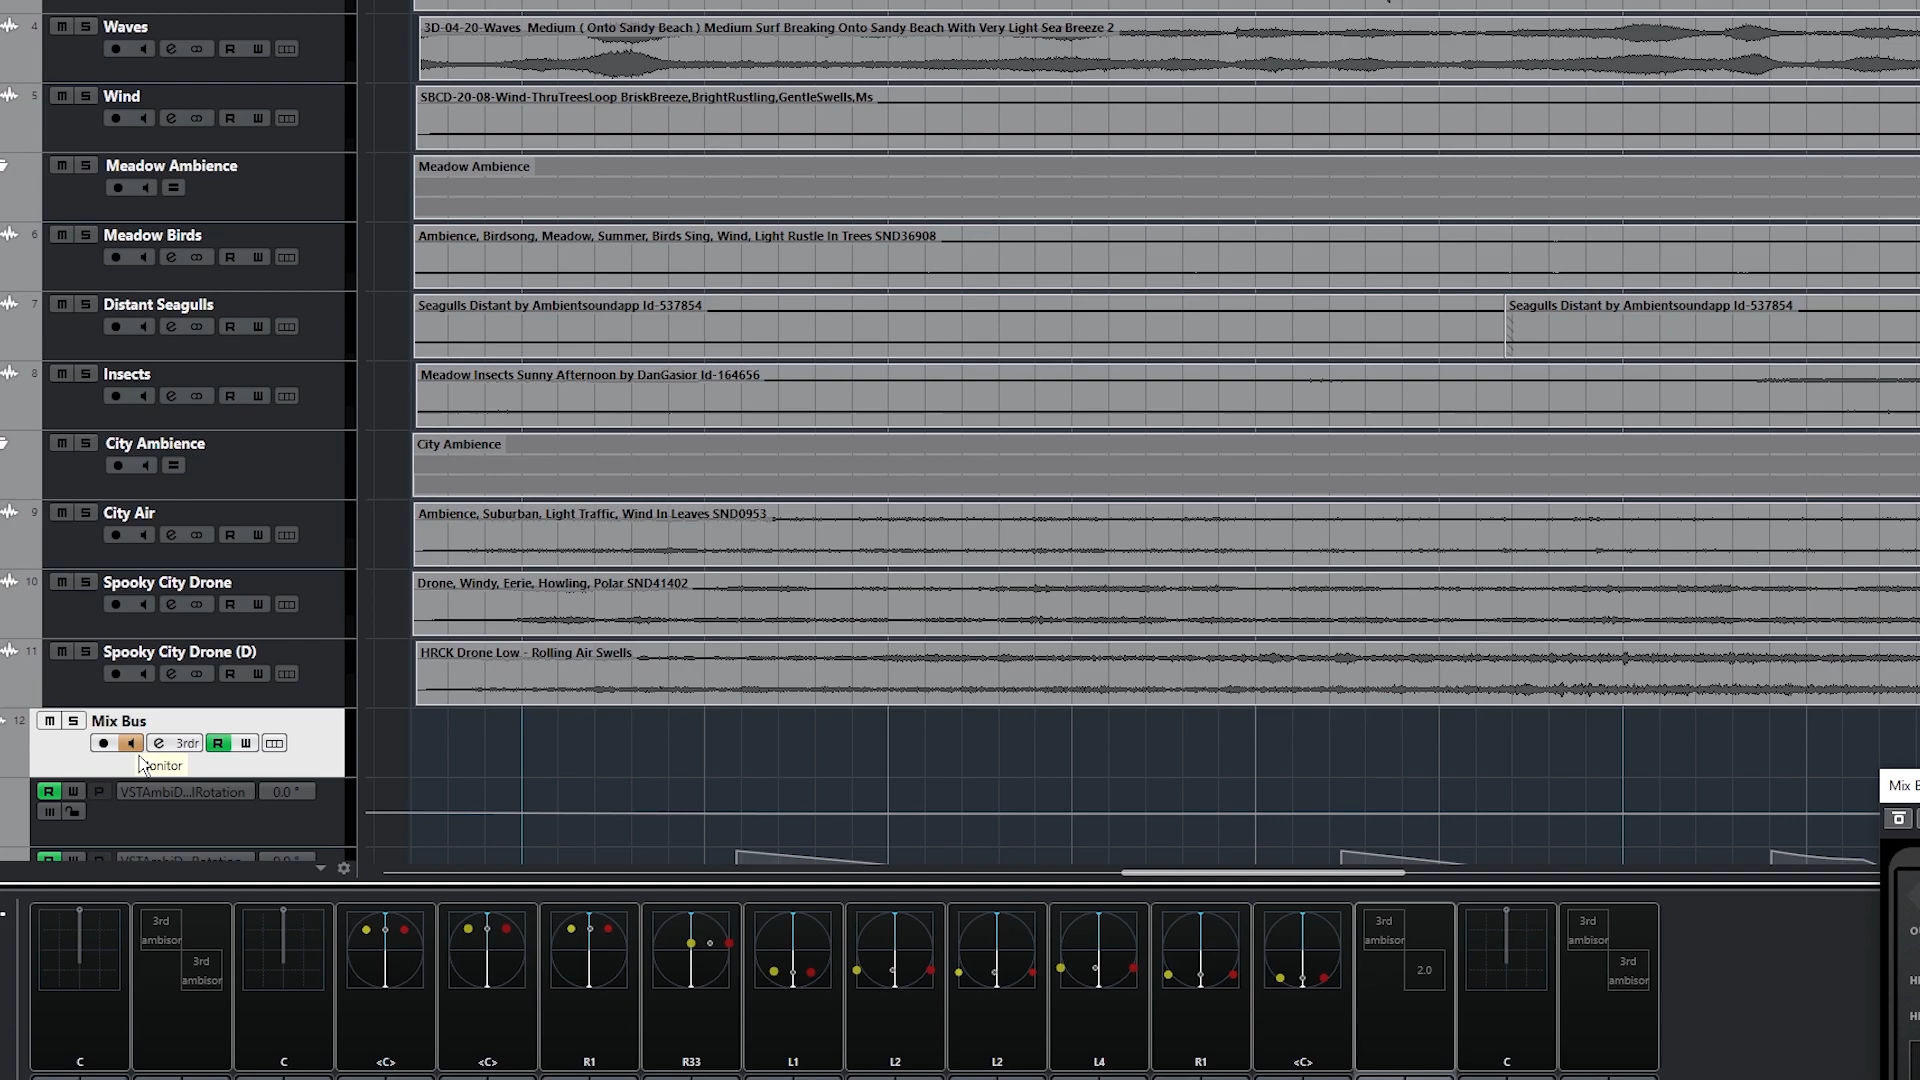 4 m S Waves
R W
3D-04-20-Waves Medium ( Onto Sandy Beach ) Medium Surf Breaking Onto Sandy Beach With Very Light Sea Breeze 2
5 m S Wind
R W
SBCD-20-08-Wind-ThruTreesLoop BriskBreeze,BrightRustling,GentleSwells,Ms
m S Meadow Ambience
Meadow Ambience
6 m S Meadow Birds
R W
Ambience, Birdsong, Meadow, Summer, Birds Sing, Wind, Light Rustle In Trees SND36908
7 m S Distant Seagulls
R W
Seagulls Distant by Ambientsoundapp Id-537854
Seagulls Distant by Ambientsoundapp Id-537854
8 m S Insects
R W
Meadow Insects Sunny Afternoon by DanGasior Id-164656
m S City Ambience
City Ambience
9 m S City Air
R W
Ambience, Suburban, Light Traffic, Wind In Leaves SND0953
10 m S Spooky City Drone
R W
Drone, Windy, Eerie, Howling, Polar SND41402
11 m S Spooky City Drone (D)
R W
HRCK Drone Low - Rolling Air Swells
12 m S Mix Bus
e 3rdr R W
onitor
R W P VSTAmbiD...lRotation 0.0 °
Mix B
3rd
ambisor
3rd
ambisor
3rd
ambisor
2.0
3rd
ambisor
3rd
ambisor
C
C
<C>
<C>
R1
R33
L1
L2
L2
L4
R1
<C>
C